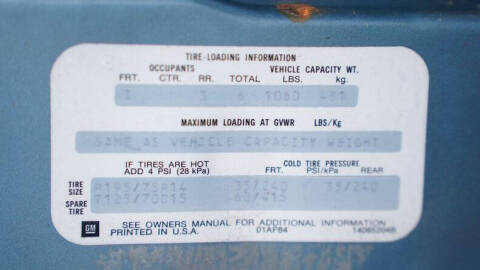 TIRE-LOADING INFORMATION
OCCUPANTS VEHICLE CAPACITY WT.
FRT. CTR. RR. TOTAL LBS. kg.
3 3 6 1080 481
MAXIMUM LOADING AT GVWR LBS/Kg
SAME AS VEHICLE CAPACITY WEIGHT
IF TIRES ARE HOT COLD TIRE PRESSURE
ADD 4 PSI (28 kPa) FRT. PSI/kPa REAR
TIRE SIZE P195/75R14 35/240 35/240
SPARE TIRE T125/70D15 60/415
GM SEE OWNERS MANUAL FOR ADDITIONAL INFORMATION
PRINTED IN U.S.A. 01AP84